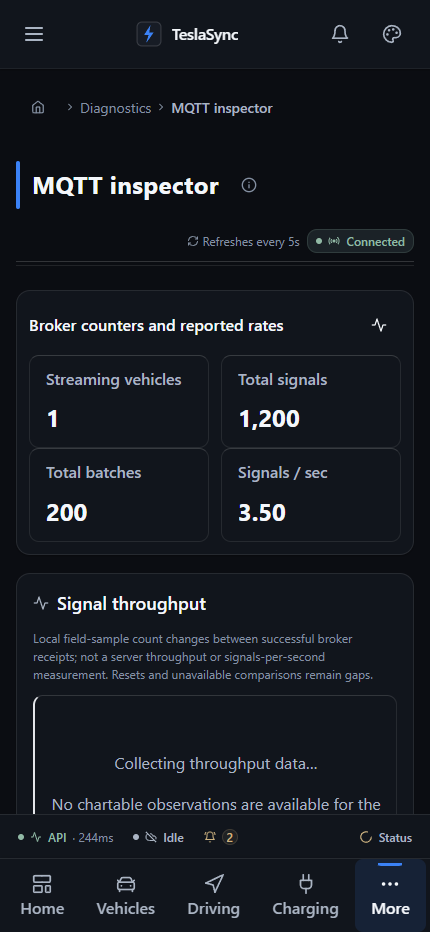 TeslaSync
Diagnostics MQTT inspector
MQTT inspector
Refreshes every 5s Connected
Broker counters and reported rates
Streaming vehicles
1
Total signals
1,200
Total batches
200
Signals / sec
3.50
Signal throughput
Local field-sample count changes between successful broker
receipts; not a server throughput or signals-per-second
measurement. Resets and unavailable comparisons remain gaps.
Collecting throughput data...
No chartable observations are available for the
API · 244ms Idle 2 Status
Home Vehicles Driving Charging More